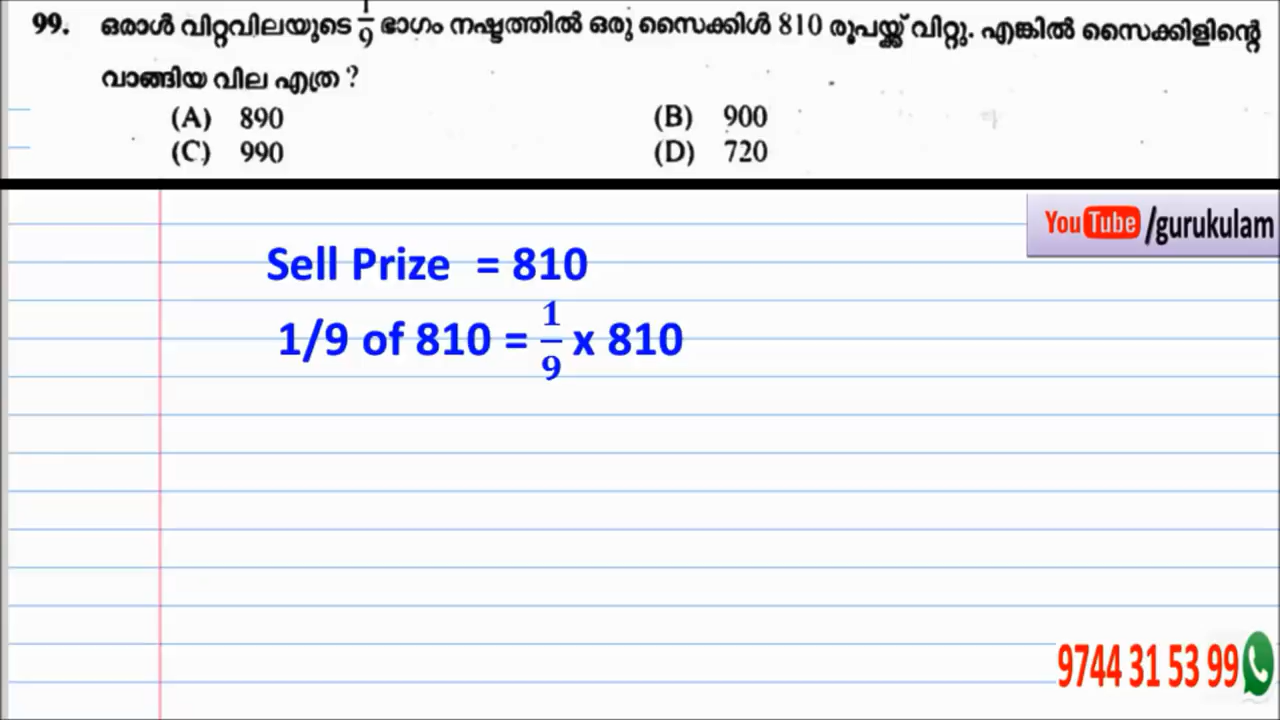 99. ഒരാൾ വിറ്റവിലയുടെ 1/9 ഭാഗം നഷ്ടത്തിൽ ഒരു സൈക്കിൾ 810 രൂപയ്ക്ക് വിറ്റു. എങ്കിൽ സൈക്കിളിന്റെ
വാങ്ങിയ വില എത്ര ?
(A) 890 (B) 900
(C) 990 (D) 720
YouTube/gurukulam
Sell Prize = 810
1/9 of 810 = 1/9 x 810
9744 31 53 99